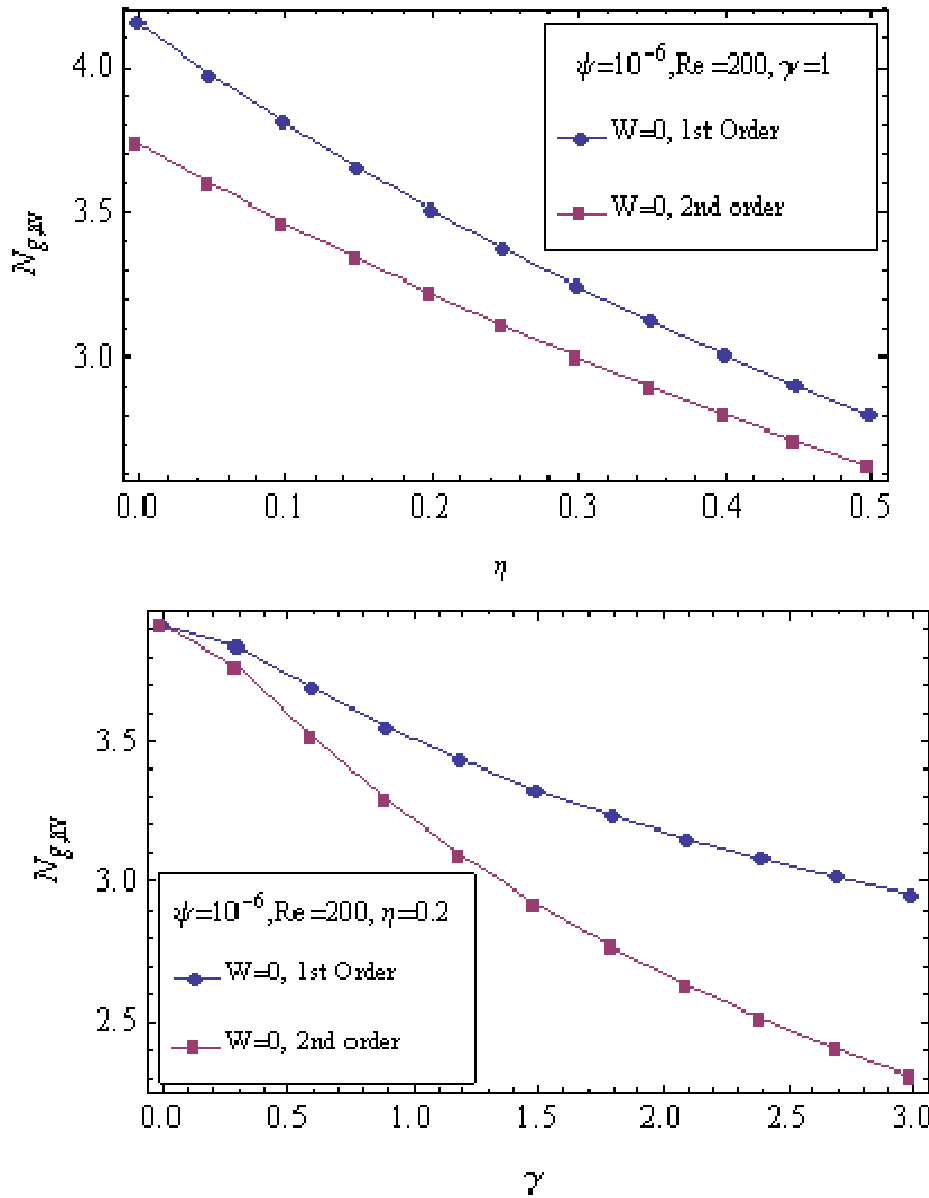 4.0
3.5
3.0
N_g,av
ψ=10^-6,Re=200, γ=1
W=0, 1st Order
W=0, 2nd order
0.0 0.1 0.2 0.3 0.4 0.5
η
3.5
3.0
2.5
N_g,av
ψ=10^-6,Re=200, η=0.2
W=0, 1st Order
W=0, 2nd order
0.0 0.5 1.0 1.5 2.0 2.5 3.0
γ